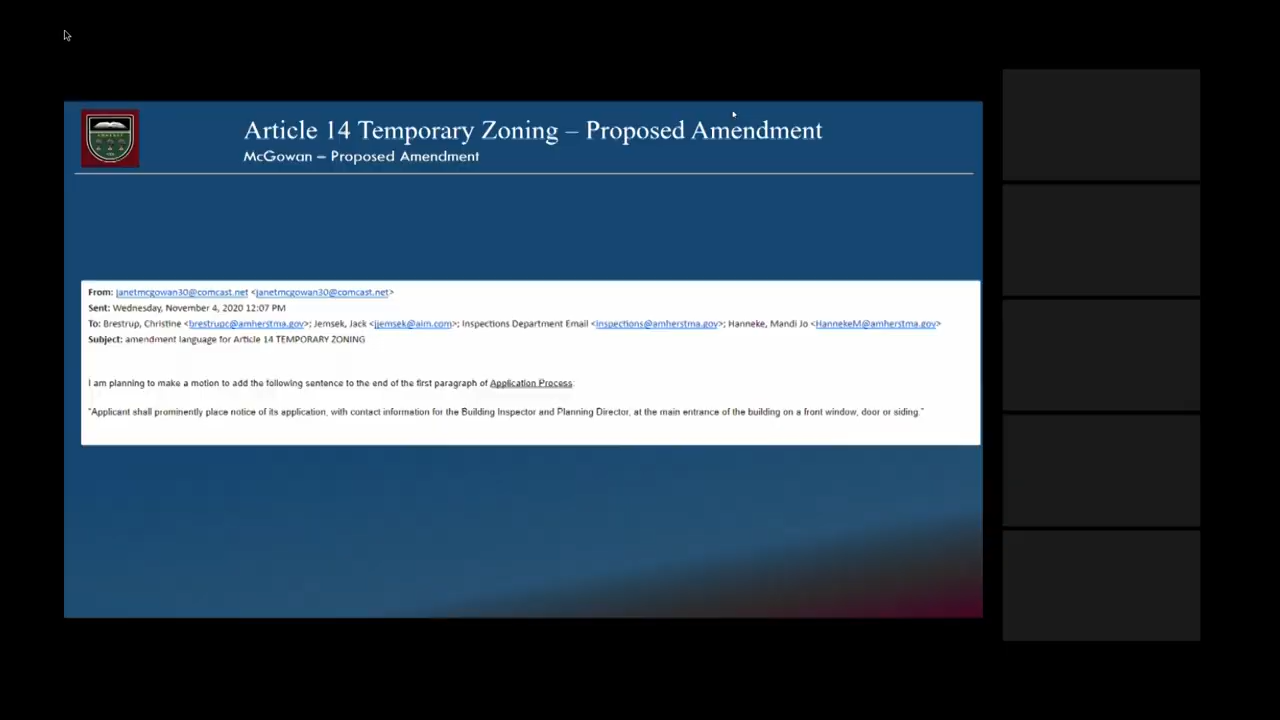 Article 14 Temporary Zoning – Proposed Amendment
McGowan – Proposed Amendment
From: janetmcgowan30@comcast.net <janetmcgowan30@comcast.net>
Sent: Wednesday, November 4, 2020 12:07 PM
To: Brestrup, Christine <brestrupc@amherstma.gov>; Jemsek, Jack <jjemsek@aim.com>; Inspections Department Email <inspections@amherstma.gov>; Hanneke, Mandi Jo <HannekeM@amherstma.gov>
Subject: amendment language for Article 14 TEMPORARY ZONING
I am planning to make a motion to add the following sentence to the end of the first paragraph of Application Process:
"Applicant shall prominently place notice of its application, with contact information for the Building Inspector and Planning Director, at the main entrance of the building on a front window, door or siding."